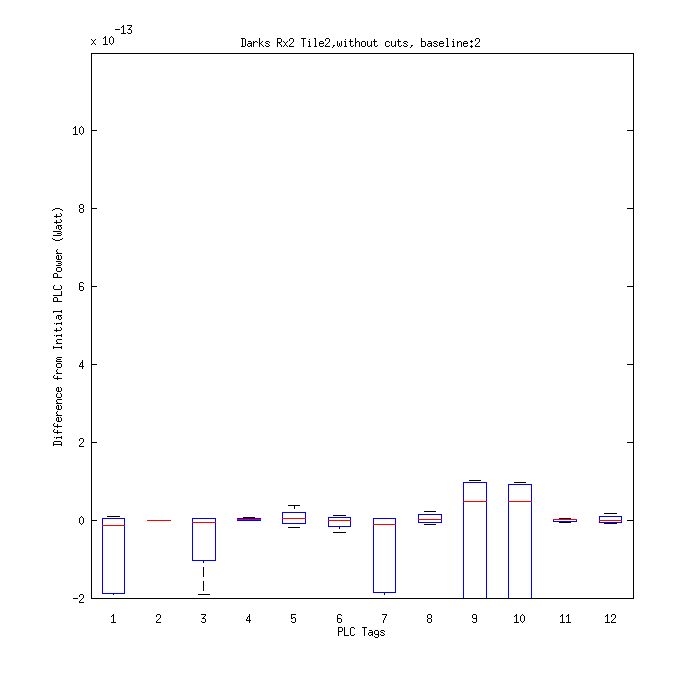 x 10
-13
Darks Rx2 Tile2,without cuts, baseline:2
Difference from Initial PLC Power (Watt)
10
8
6
4
2
0
-2
1 2 3 4 5 6 7 8 9 10 11 12
PLC Tags